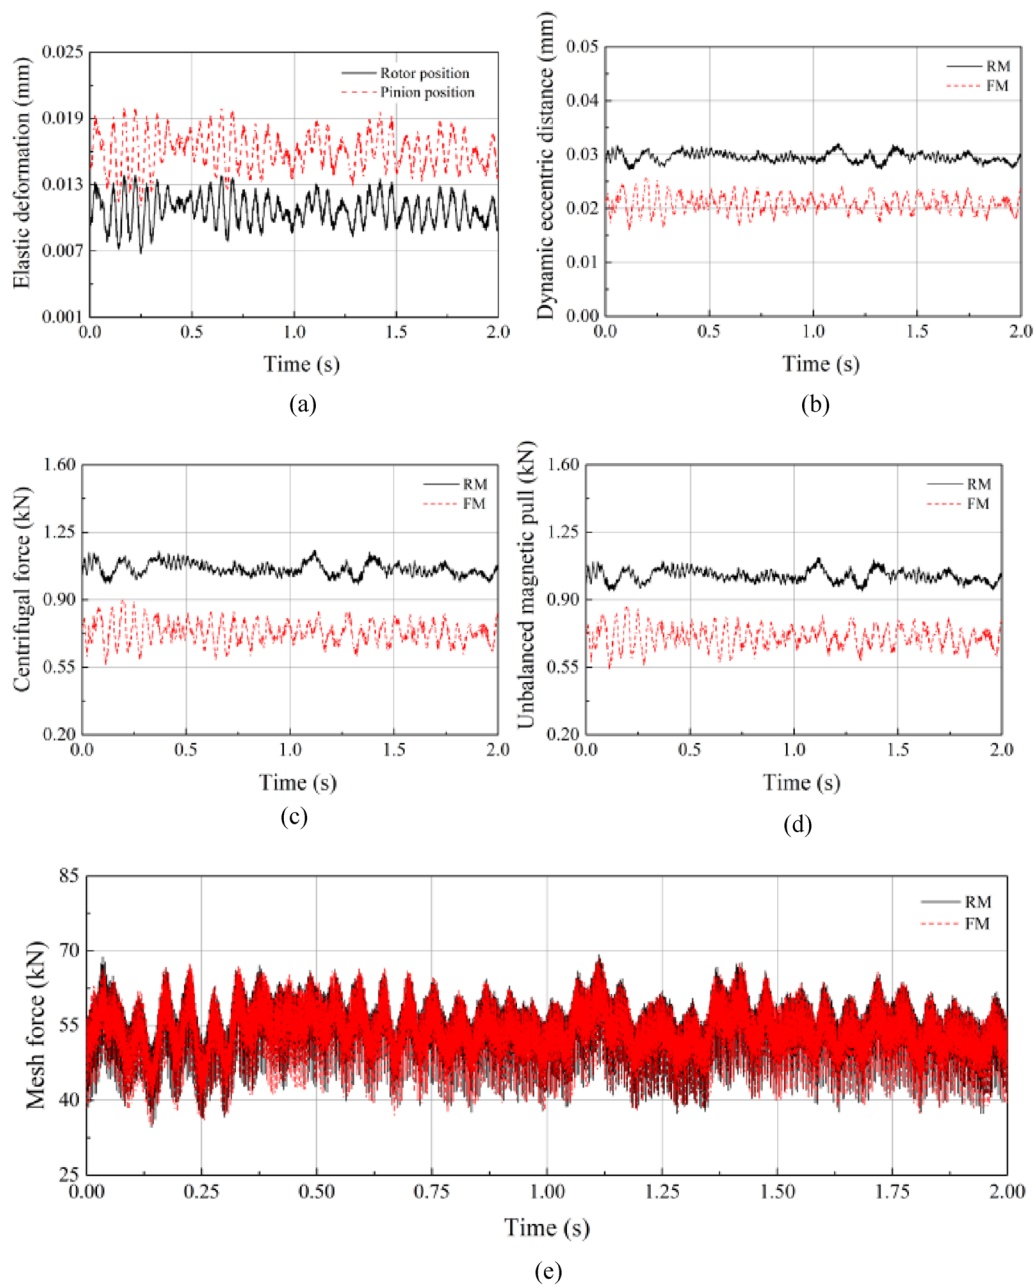 Elastic deformation (mm)
0.025
0.019
0.013
0.007
0.001
Rotor position
Pinion position
0.0 0.5 1.0 1.5 2.0
Time (s)
(a)
Dynamic eccentric distance (mm)
0.05
0.04
0.03
0.02
0.01
0.00
RM
FM
0.0 0.5 1.0 1.5 2.0
Time (s)
(b)
Centrifugal force (kN)
1.60
1.25
0.90
0.55
0.20
RM
FM
0.0 0.5 1.0 1.5 2.0
Time (s)
(c)
Unbalanced magnetic pull (kN)
1.60
1.25
0.90
0.55
0.20
RM
FM
0.0 0.5 1.0 1.5 2.0
Time (s)
(d)
Mesh force (kN)
85
70
55
40
25
RM
FM
0.00 0.25 0.50 0.75 1.00 1.25 1.50 1.75 2.00
Time (s)
(e)